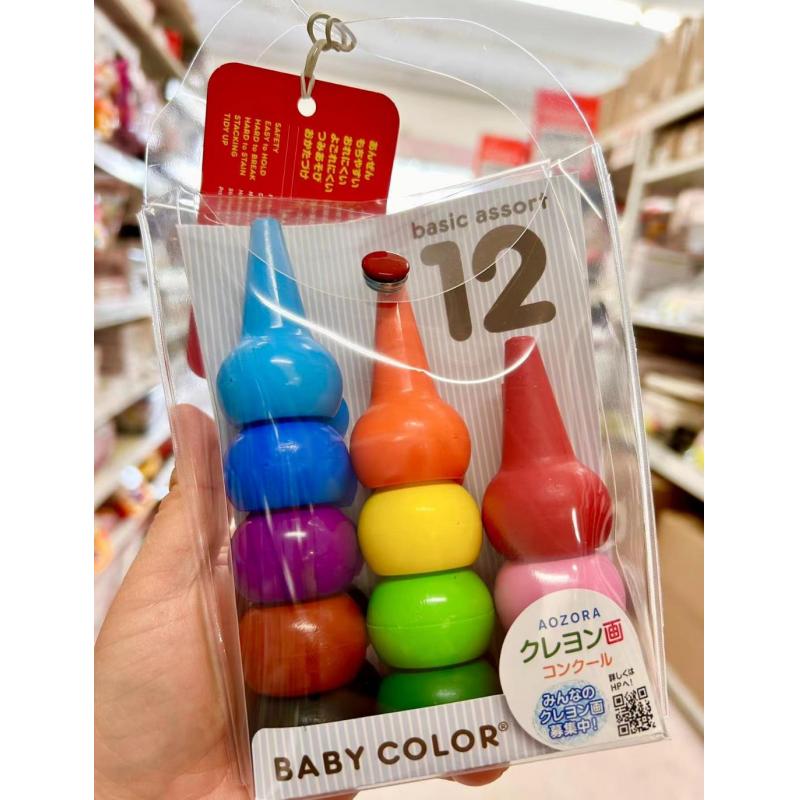 あんぜん
もちやすい
おれにくい
よごれにくい
つみあそび
おかたづけ
SAFETY
EASY to HOLD
HARD to BREAK
HARD to STAIN
STACKING
TIDY UP
basic assort
12
AOZORA
クレヨン画
コンクール
みんなの
クレヨン画
募集中！
詳しくは
HPへ！
BABY COLOR®